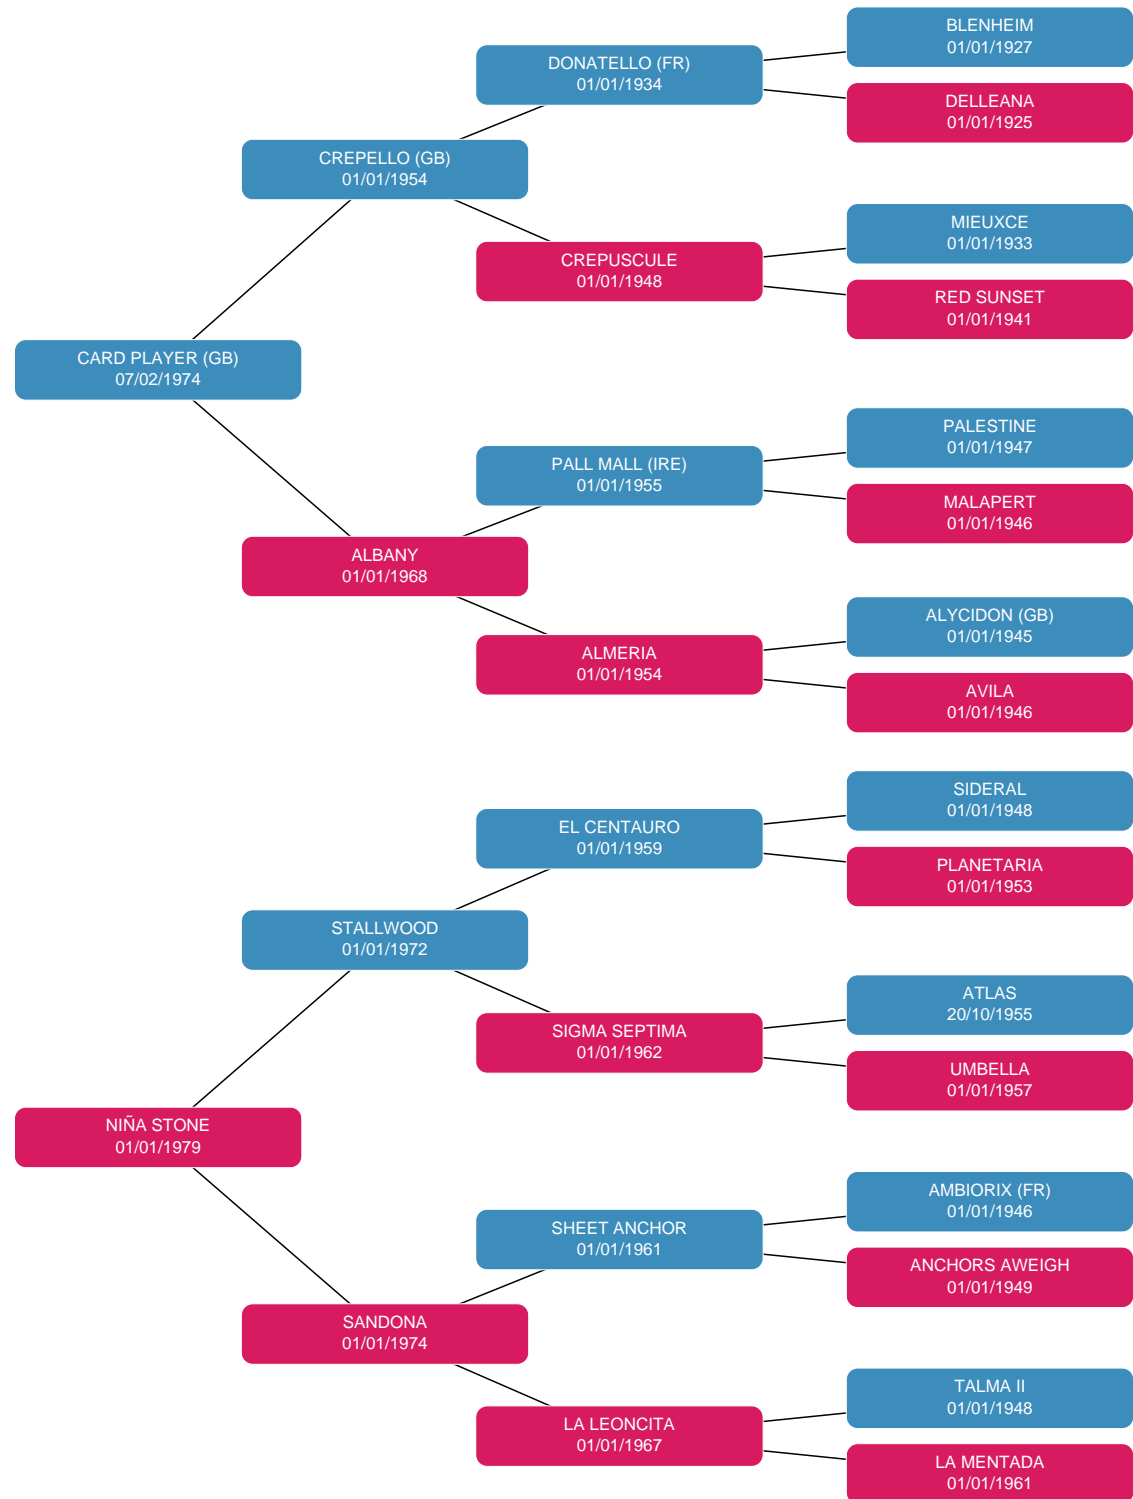 BLENHEIM
01/01/1927
DONATELLO (FR)
01/01/1934
DELLEANA
01/01/1925
CREPELLO (GB)
01/01/1954
MIEUXCE
01/01/1933
CREPUSCULE
01/01/1948
RED SUNSET
01/01/1941
CARD PLAYER (GB)
07/02/1974
PALESTINE
01/01/1947
PALL MALL (IRE)
01/01/1955
MALAPERT
01/01/1946
ALBANY
01/01/1968
ALYCIDON (GB)
01/01/1945
ALMERIA
01/01/1954
AVILA
01/01/1946
SIDERAL
01/01/1948
EL CENTAURO
01/01/1959
PLANETARIA
01/01/1953
STALLWOOD
01/01/1972
ATLAS
20/10/1955
SIGMA SEPTIMA
01/01/1962
UMBELLA
01/01/1957
NIÑA STONE
01/01/1979
AMBIORIX (FR)
01/01/1946
SHEET ANCHOR
01/01/1961
ANCHORS AWEIGH
01/01/1949
SANDONA
01/01/1974
TALMA II
01/01/1948
LA LEONCITA
01/01/1967
LA MENTADA
01/01/1961